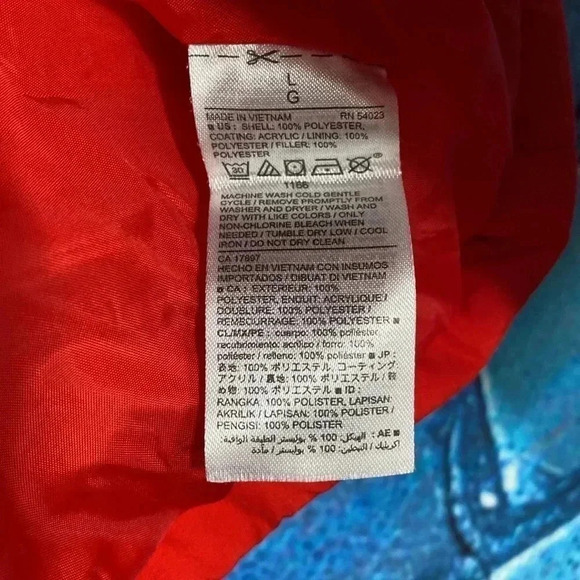 L
G
MADE IN VIETNAM RN 54023
■ US : SHELL: 100% POLYESTER,
COATING: ACRYLIC / LINING: 100%
POLYESTER / FILLER: 100%
POLYESTER
30
1166
MACHINE WASH COLD GENTLE
CYCLE / REMOVE PROMPTLY FROM
WASHER AND DRYER / WASH AND
DRY WITH LIKE COLORS / ONLY
NON-CHLORINE BLEACH WHEN
NEEDED / TUMBLE DRY LOW / COOL
IRON / DO NOT DRY CLEAN
CA 17897
HECHO EN VIETNAM CON INSUMOS
IMPORTADOS / DIBUAT DI VIETNAM
■ CA : EXTÉRIEUR: 100%
POLYESTER, ENDUIT: ACRYLIQUE /
DOUBLURE: 100% POLYESTER /
REMBOURRAGE: 100% POLYESTER ■
CL/MX/PE : cuerpo: 100% poliéster,
recubrimiento: acrílico / forro: 100%
poliéster / relleno: 100% poliéster ■ JP :
表地: 100% ポリエステル, コーティング
アクリル / 裏地: 100% ポリエステル / 詰
め物: 100% ポリエステル ■ ID :
RANGKA: 100% POLISTER, LAPISAN:
AKRILIK / LAPISAN: 100% POLISTER /
PENGISI: 100% POLISTER
■ AE : الهيكل: 100 % بوليستر الطبقة الواقية:
أكريليك / التبطين: 100 % بوليستر / مادة